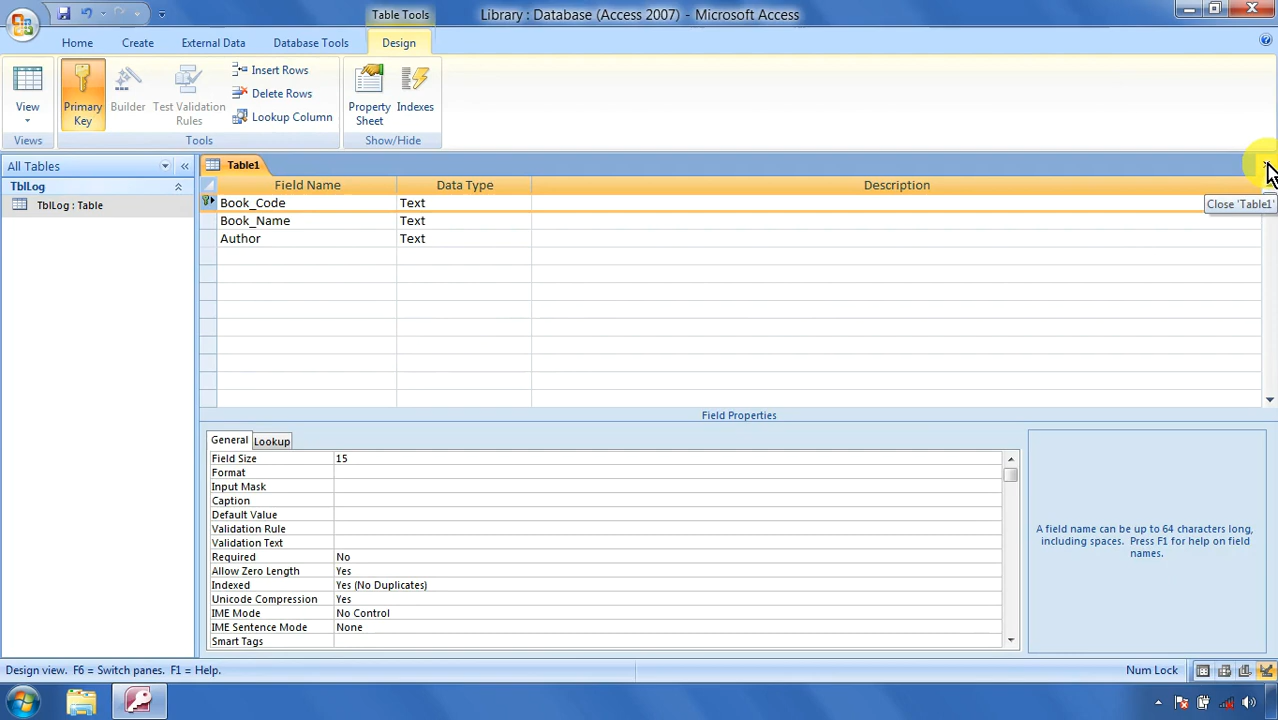 Table Tools
Library : Database (Access 2007) - Microsoft Access
Home
Create
External Data
Database Tools
Design
View
Primary
Key
Builder
Test Validation
Rules
Insert Rows
Delete Rows
Lookup Column
Property
Sheet
Indexes
Views
Tools
Show/Hide
All Tables
TblLog
TblLog : Table
Table1
Field Name
Data Type
Description
Book_Code
Text
Book_Name
Text
Author
Text
Close 'Table1'
Field Properties
General
Lookup
Field Size
15
Format
Input Mask
Caption
Default Value
Validation Rule
Validation Text
Required
No
Allow Zero Length
Yes
Indexed
Yes (No Duplicates)
Unicode Compression
Yes
IME Mode
No Control
IME Sentence Mode
None
Smart Tags
A field name can be up to 64 characters long,
including spaces. Press F1 for help on field
names.
Design view. F6 = Switch panes. F1 = Help.
Num Lock